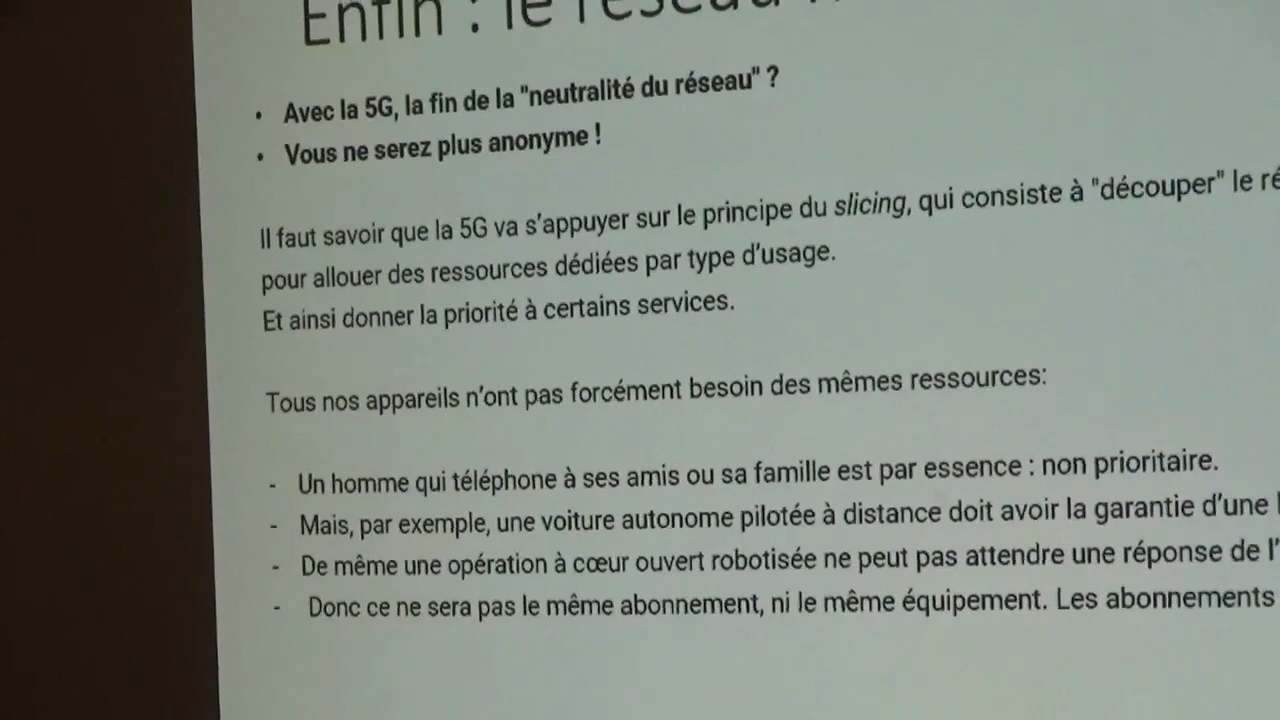 Enfin : le réseau
• Avec la 5G, la fin de la "neutralité du réseau" ?
• Vous ne serez plus anonyme !
Il faut savoir que la 5G va s’appuyer sur le principe du slicing, qui consiste à "découper" le
pour allouer des ressources dédiées par type d’usage.
Et ainsi donner la priorité à certains services.
Tous nos appareils n’ont pas forcément besoin des mêmes ressources:
- Un homme qui téléphone à ses amis ou sa famille est par essence : non prioritaire.
- Mais, par exemple, une voiture autonome pilotée à distance doit avoir la garantie d’une
- De même une opération à cœur ouvert robotisée ne peut pas attendre une réponse de
- Donc ce ne sera pas le même abonnement, ni le même équipement. Les abonnements